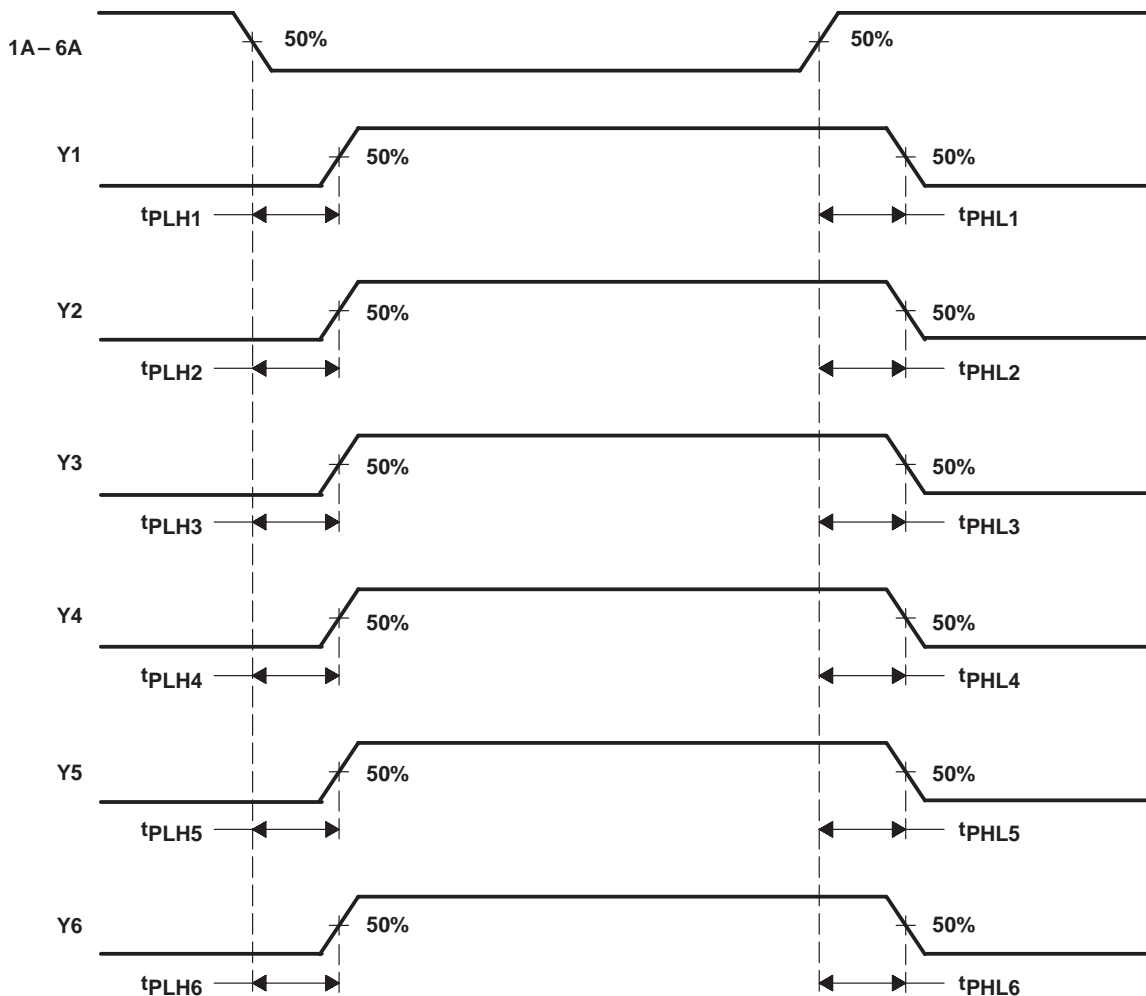 1A – 6A 50% 50%
Y1 50% 50%
tPLH1 tPHL1
Y2 50% 50%
tPLH2 tPHL2
Y3 50% 50%
tPLH3 tPHL3
Y4 50% 50%
tPLH4 tPHL4
Y5 50% 50%
tPLH5 tPHL5
Y6 50% 50%
tPLH6 tPHL6